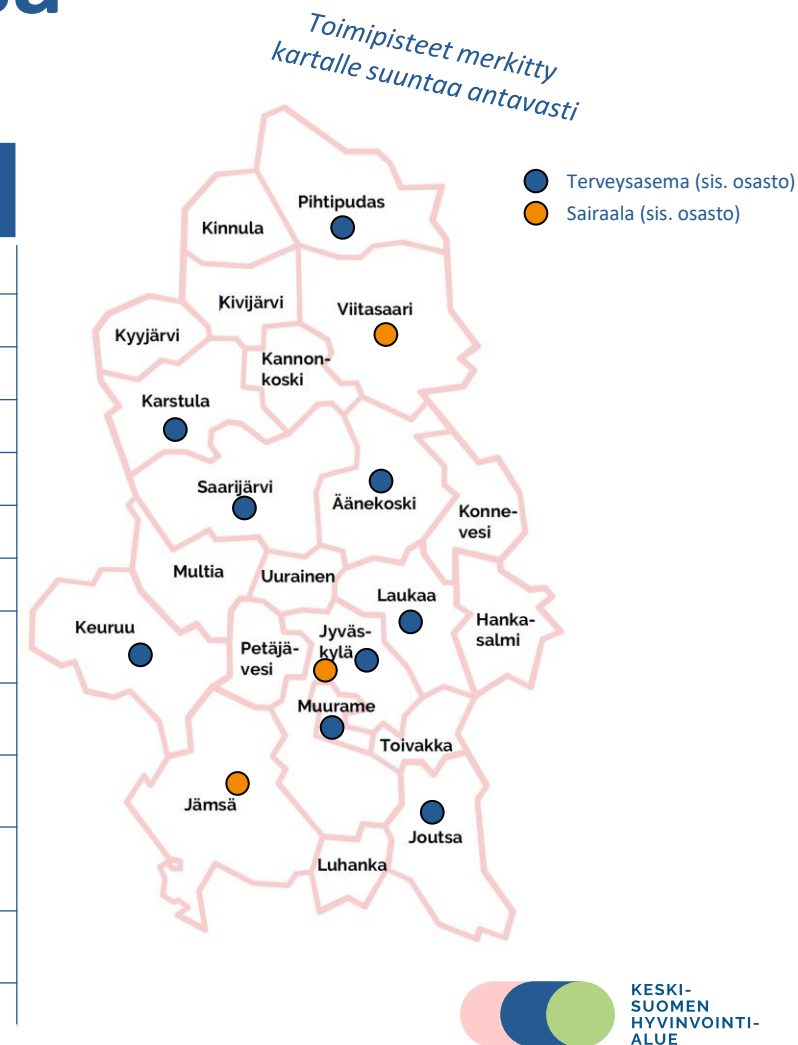 Toimipisteet merkitty
kartalle suuntaa antavasti
Terveysasema (sis. osasto)
Sairaala (sis. osasto)
Pihtipudas
Kinnula
Kivijärvi
Viitasaari
Kyyjärvi
Kannon-
koski
Karstula
Saarijärvi
Äänekoski
Konne-
vesi
Multia
Uurainen
Laukaa
Keuruu
Hanka-
salmi
Petäjä-
vesi
Jyväs-
kylä
Muurame
Toivakka
Jämsä
Joutsa
Luhanka
KESKI-
SUOMEN
HYVINVOINTI-
ALUE